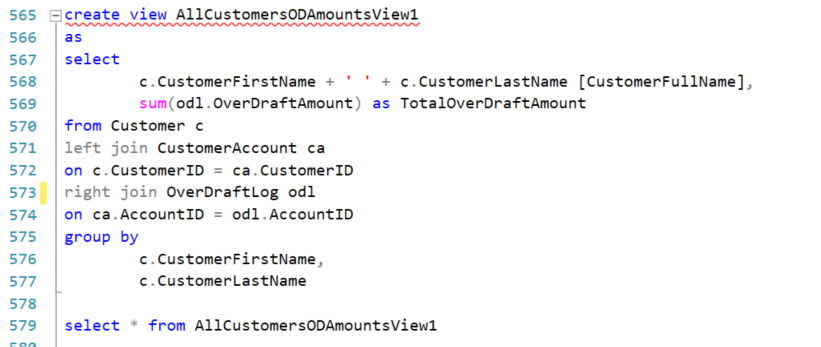 565 create view AllCustomersODAmountsView1
566 as
567 select
568 c.CustomerFirstName + ' ' + c.CustomerLastName [CustomerFullName],
569 sum(odl.OverDraftAmount) as TotalOverDraftAmount
570 from Customer c
571 left join CustomerAccount ca
572 on c.CustomerID = ca.CustomerID
573 right join OverDraftLog odl
574 on ca.AccountID = odl.AccountID
575 group by
576 c.CustomerFirstName,
577 c.CustomerLastName
578
579 select * from AllCustomersODAmountsView1